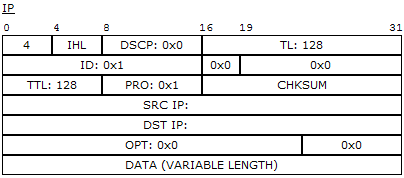 IP
0 4 8 16 19 31
4 IHL DSCP: 0x0 TL: 128
ID: 0x1 0x0 0x0
TTL: 128 PRO: 0x1 CHKSUM
SRC IP:
DST IP:
OPT: 0x0 0x0
DATA (VARIABLE LENGTH)